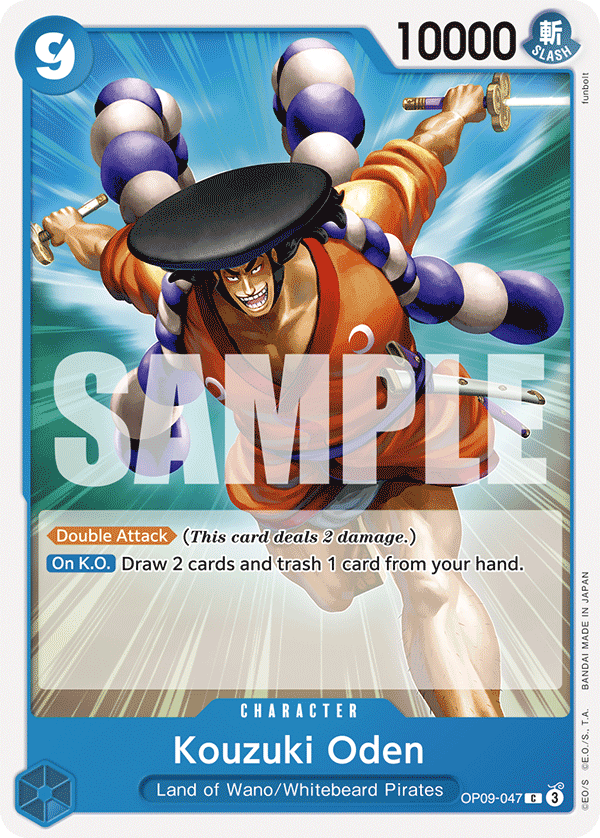 9
10000
斬
SLASH
funbolt
SAMPLE
Double Attack (This card deals 2 damage.)
On K.O. Draw 2 cards and trash 1 card from your hand.
CHARACTER
Kouzuki Oden
Land of Wano/Whitebeard Pirates
OP09-047 C 3
©E.O/S ©E.O./S., T.A. BANDAI MADE IN JAPAN